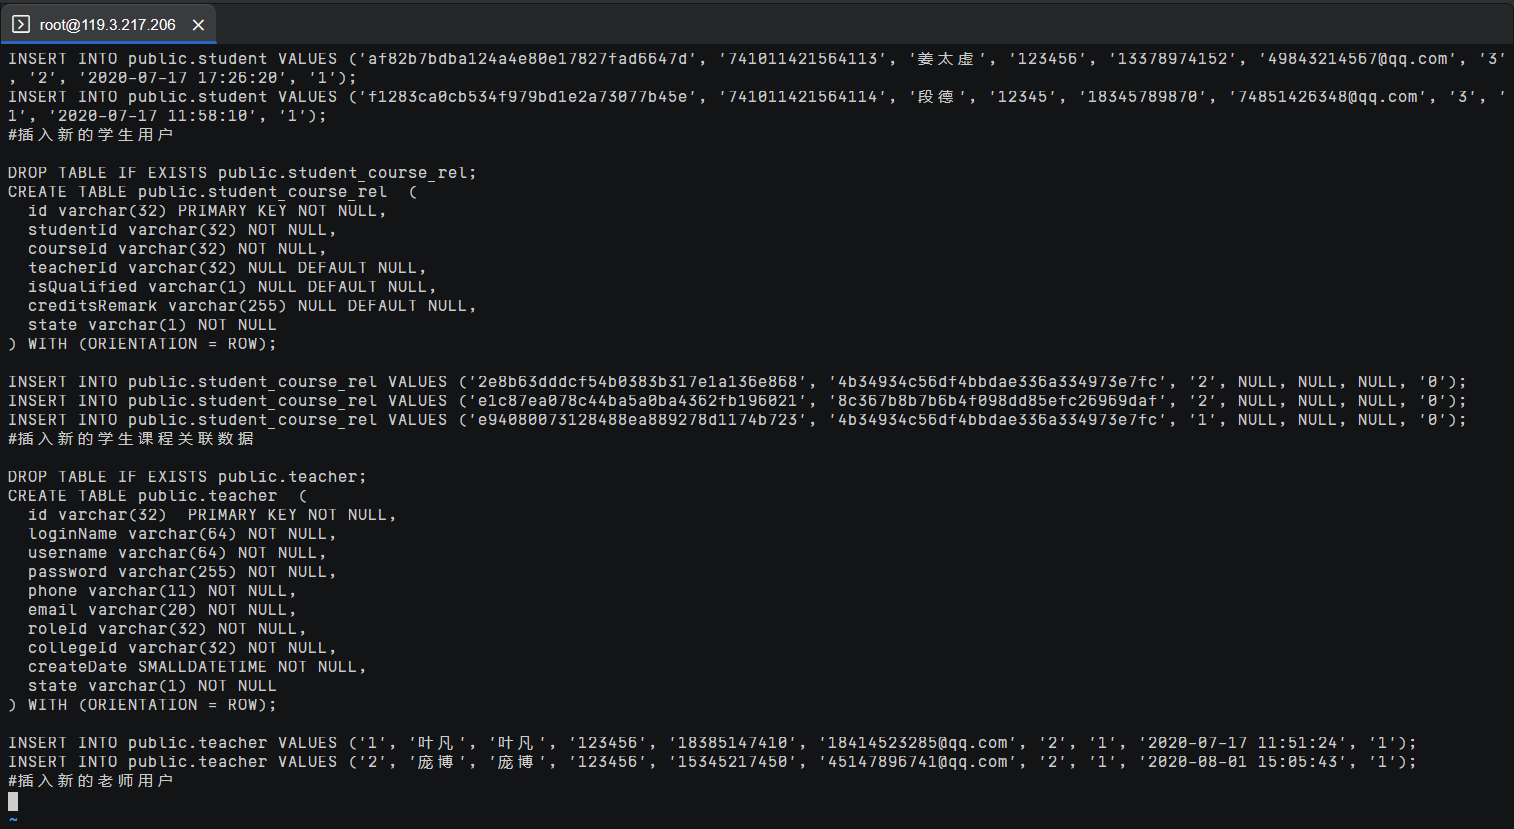 root@119.3.217.206
INSERT INTO public.student VALUES ('af82b7bdba124a4e80e17827fad6647d', '741011421564113', '姜太虚', '123456', '13378974152', '49843214567@qq.com', '3'
, '2', '2020-07-17 17:26:20', '1');
INSERT INTO public.student VALUES ('f1283ca0cb534f979bd1e2a73077b45e', '741011421564114', '段德', '12345', '18345789870', '74851426348@qq.com', '3', '
1', '2020-07-17 11:58:10', '1');
#插入新的学生用户
DROP TABLE IF EXISTS public.student_course_rel;
CREATE TABLE public.student_course_rel  (
  id varchar(32) PRIMARY KEY NOT NULL,
  studentId varchar(32) NOT NULL,
  courseId varchar(32) NOT NULL,
  teacherId varchar(32) NULL DEFAULT NULL,
  isQualified varchar(1) NULL DEFAULT NULL,
  creditsRemark varchar(255) NULL DEFAULT NULL,
  state varchar(1) NOT NULL
) WITH (ORIENTATION = ROW);
INSERT INTO public.student_course_rel VALUES ('2e8b63dddcf54b0383b317e1a136e868', '4b34934c56df4bbdae336a334973e7fc', '2', NULL, NULL, NULL, '0');
INSERT INTO public.student_course_rel VALUES ('e1c87ea078c44ba5a0ba4362fb196021', '8c367b8b7b6b4f098dd85efc26969daf', '2', NULL, NULL, NULL, '0');
INSERT INTO public.student_course_rel VALUES ('e94080073128488ea889278d1174b723', '4b34934c56df4bbdae336a334973e7fc', '1', NULL, NULL, NULL, '0');
#插入新的学生课程关联数据
DROP TABLE IF EXISTS public.teacher;
CREATE TABLE public.teacher  (
  id varchar(32)  PRIMARY KEY NOT NULL,
  loginName varchar(64) NOT NULL,
  username varchar(64) NOT NULL,
  password varchar(255) NOT NULL,
  phone varchar(11) NOT NULL,
  email varchar(20) NOT NULL,
  roleId varchar(32) NOT NULL,
  collegeId varchar(32) NOT NULL,
  createDate SMALLDATETIME NOT NULL,
  state varchar(1) NOT NULL
) WITH (ORIENTATION = ROW);
INSERT INTO public.teacher VALUES ('1', '叶凡', '叶凡', '123456', '18385147410', '18414523285@qq.com', '2', '1', '2020-07-17 11:51:24', '1');
INSERT INTO public.teacher VALUES ('2', '庞博', '庞博', '123456', '15345217450', '45147896741@qq.com', '2', '1', '2020-08-01 15:05:43', '1');
#插入新的老师用户
~